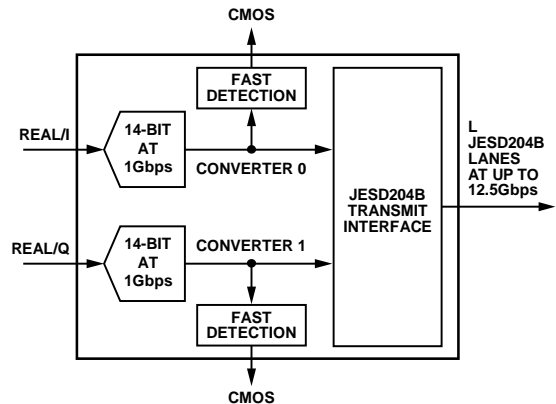 CMOS
FAST
DETECTION
REAL/I
14-BIT
AT
1Gbps
CONVERTER 0
JESD204B
TRANSMIT
INTERFACE
L
JESD204B
LANES
AT UP TO
12.5Gbps
REAL/Q
14-BIT
AT
1Gbps
CONVERTER 1
FAST
DETECTION
CMOS